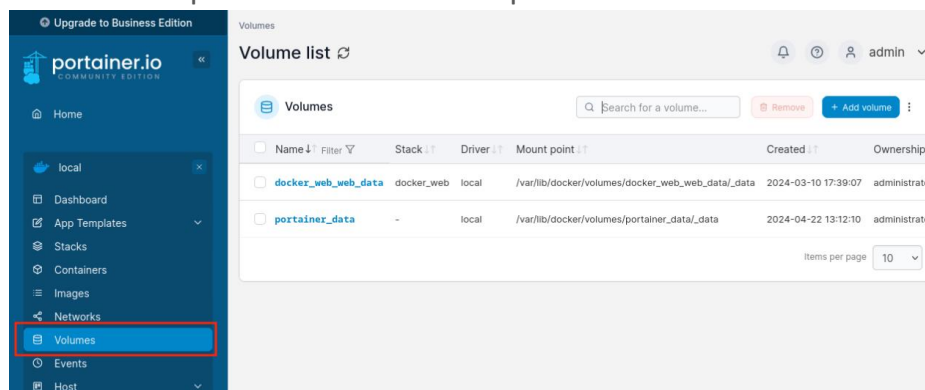 Upgrade to Business Edition
portainer.io
COMMUNITY EDITION
Home
local
Dashboard
App Templates
Stacks
Containers
Images
Networks
Volumes
Events
Host
Volumes
Volume list
admin
Volumes
Search for a volume...
Remove
+ Add volume
Name Filter Stack Driver Mount point Created Ownership
docker_web_web_data docker_web local /var/lib/docker/volumes/docker_web_web_data/_data 2024-03-10 17:39:07 administrat
portainer_data - local /var/lib/docker/volumes/portainer_data/_data 2024-04-22 13:12:10 administrat
Items per page 10